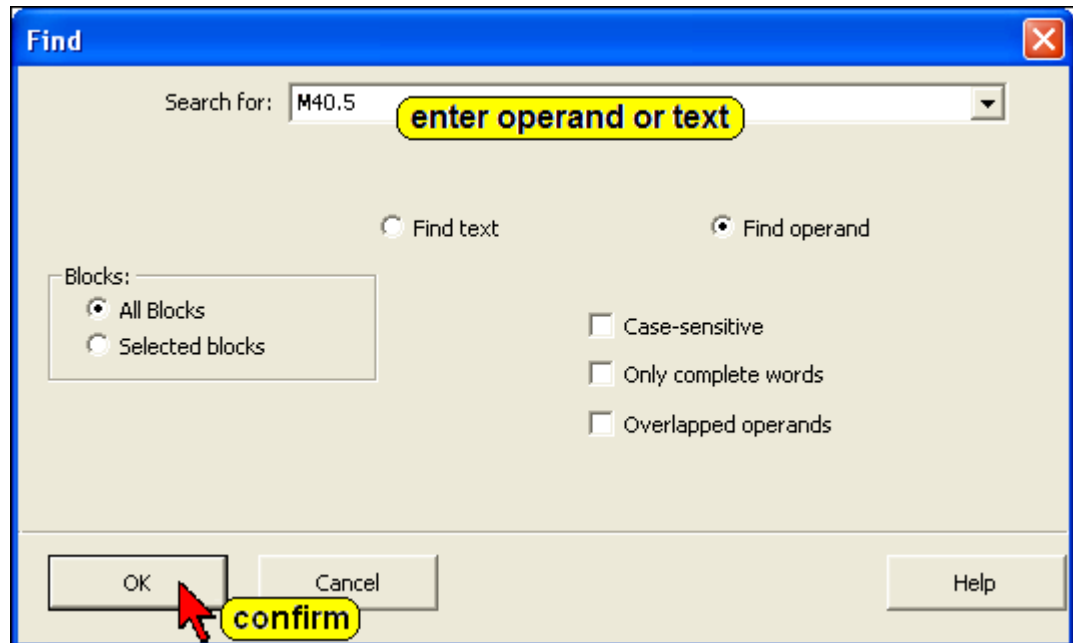 Find
Search for: M40.5
enter operand or text
Find text Find operand
Blocks:
All Blocks
Selected blocks
Case-sensitive
Only complete words
Overlapped operands
OK Cancel Help
confirm